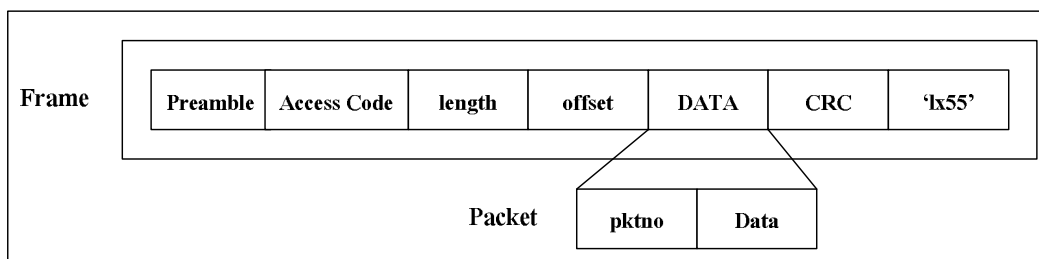 Frame
Preamble Access Code length offset DATA CRC ‘lx55’
Packet
pktno Data